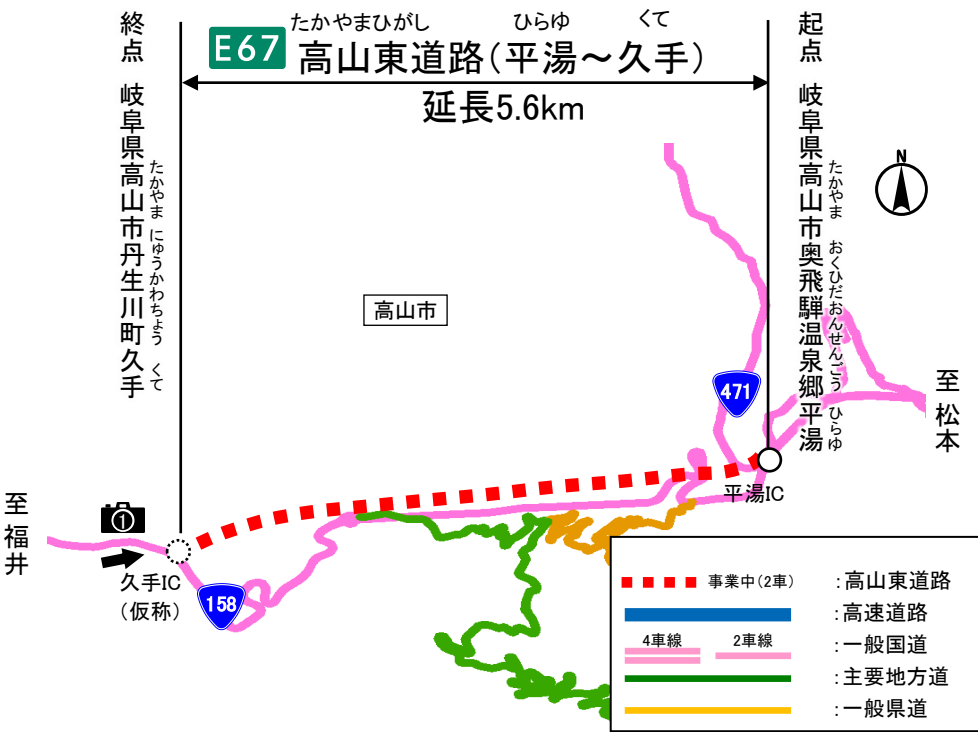 たかやまひがし ひらゆ くて
E67 高山東道路(平湯～久手)
延長5.6km
終点 岐阜県高山市丹生川町久手
たかやま にゅうかわちょう くて
起点 岐阜県高山市奥飛騨温泉郷平湯
たかやま おくひだおんせんごう ひらゆ
N
高山市
471
至松本
平湯IC
至福井
①
久手IC
(仮称)
158
事業中(2車) :高山東道路
:高速道路
4車線 2車線 :一般国道
:主要地方道
:一般県道